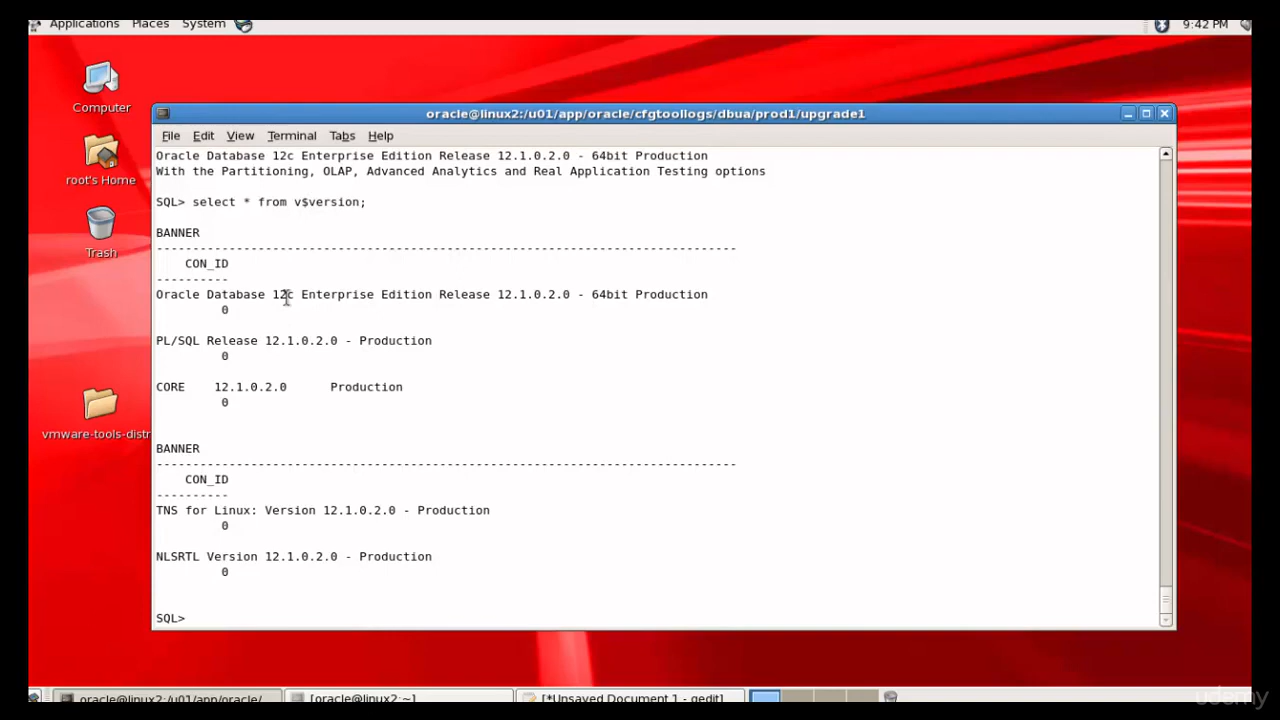 Applications Places System
9:42 PM
Computer
root's Home
Trash
vmware-tools-distr
oracle@linux2:/u01/app/oracle/cfgtoollogs/dbua/prod1/upgrade1
File Edit View Terminal Tabs Help
Oracle Database 12c Enterprise Edition Release 12.1.0.2.0 - 64bit Production
With the Partitioning, OLAP, Advanced Analytics and Real Application Testing options
SQL> select * from v$version;
BANNER
--------------------------------------------------------------------------------
CON_ID
----------
Oracle Database 12c Enterprise Edition Release 12.1.0.2.0 - 64bit Production
0
PL/SQL Release 12.1.0.2.0 - Production
0
CORE 12.1.0.2.0 Production
0
BANNER
--------------------------------------------------------------------------------
CON_ID
----------
TNS for Linux: Version 12.1.0.2.0 - Production
0
NLSRTL Version 12.1.0.2.0 - Production
0
SQL>
oracle@linux2:/u01/app/oracle/ [oracle@linux2:~] [*Unsaved Document 1 - gedit]
udemy